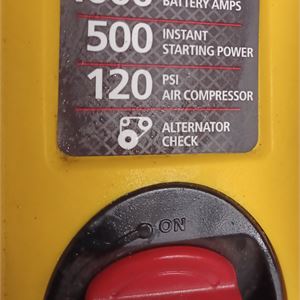 BATTERY AMPS
500 INSTANT
STARTING POWER
120 PSI
AIR COMPRESSOR
ALTERNATOR
CHECK
ON